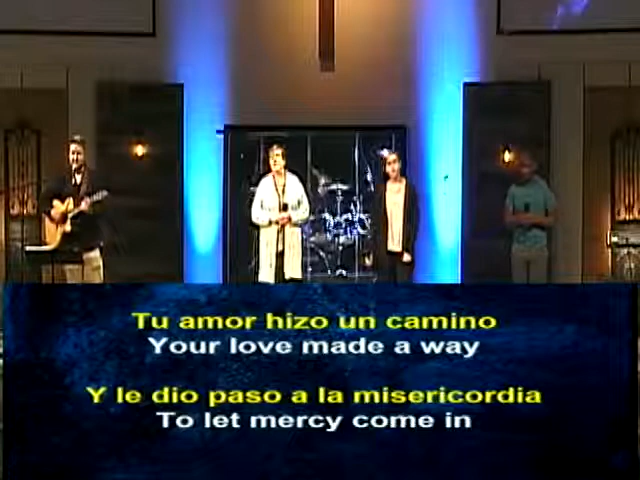 Tu amor hizo un camino
Your love made a way
Y le dio paso a la misericordia
To let mercy come in